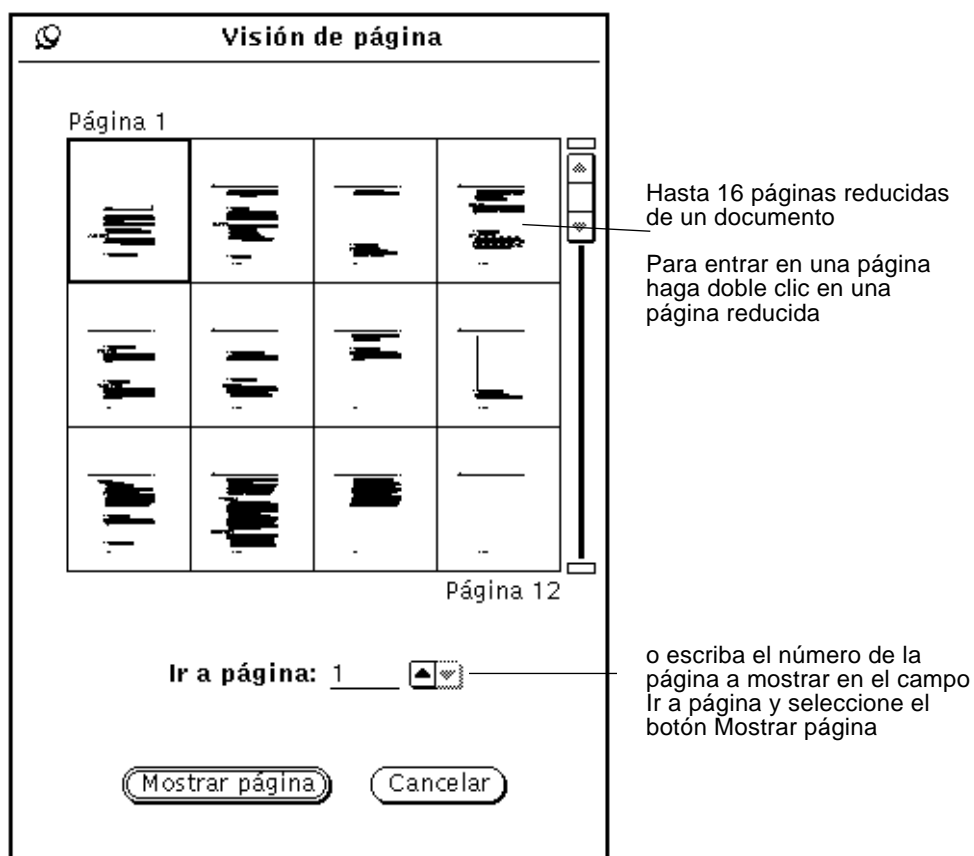 Visión de página
Página 1
Hasta 16 páginas reducidas
de un documento
Para entrar en una página
haga doble clic en una
página reducida
Página 12
Ir a página: 1
o escriba el número de la
página a mostrar en el campo
Ir a página y seleccione el
botón Mostrar página
Mostrar página
Cancelar